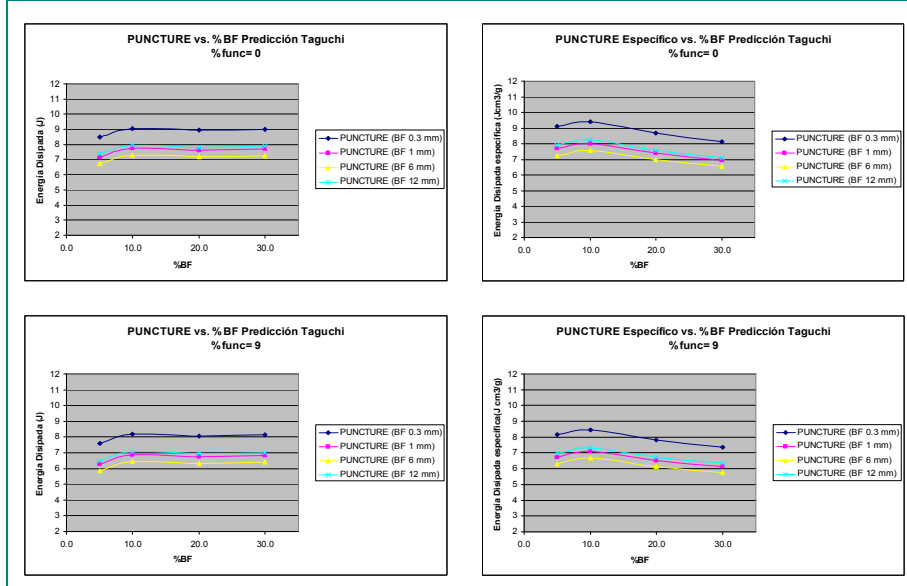 PUNCTURE vs. %BF Predicción Taguchi
%func= 0
Energía Disipada (J)
12
11
10
9
8
7
6
5
4
3
2
0.0 10.0 20.0 30.0
%BF
PUNCTURE (BF 0.3 mm)
PUNCTURE (BF 1 mm)
PUNCTURE (BF 6 mm)
PUNCTURE (BF 12 mm)
PUNCTURE Específico vs. %BF Predicción Taguchi
%func= 0
Energía Disipada específica (Jcm3/g)
12
11
10
9
8
7
6
5
4
3
2
0.0 10.0 20.0 30.0
%BF
PUNCTURE (BF 0.3 mm)
PUNCTURE (BF 1 mm)
PUNCTURE (BF 6 mm)
PUNCTURE (BF 12 mm)
PUNCTURE vs. %BF Predicción Taguchi
%func= 9
Energía Disipada (J)
12
11
10
9
8
7
6
5
4
3
2
0.0 10.0 20.0 30.0
%BF
PUNCTURE (BF 0.3 mm)
PUNCTURE (BF 1 mm)
PUNCTURE (BF 6 mm)
PUNCTURE (BF 12 mm)
PUNCTURE Específico vs. %BF Predicción Taguchi
%func= 9
Energía Disipada específica(J cm3/g)
12
11
10
9
8
7
6
5
4
3
2
0.0 10.0 20.0 30.0
%BF
PUNCTURE (BF 0.3 mm)
PUNCTURE (BF 1 mm)
PUNCTURE (BF 6 mm)
PUNCTURE (BF 12 mm)